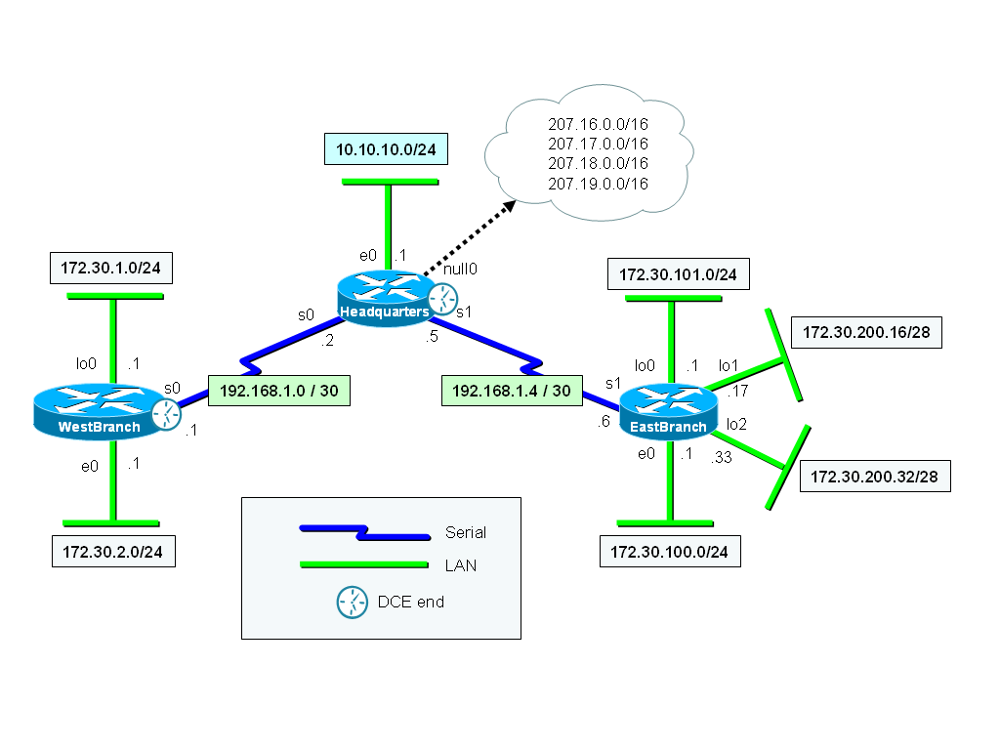 207.16.0.0/16
207.17.0.0/16
207.18.0.0/16
207.19.0.0/16
10.10.10.0/24
e0
.1
null0
172.30.1.0/24
172.30.101.0/24
Headquarters
s0
s1
.2
.5
172.30.200.16/28
lo0
.1
s0
192.168.1.0 / 30
192.168.1.4 / 30
s1
lo0
.1
lo1
.17
WestBranch
.1
.6
EastBranch
lo2
e0
.1
e0
.1
.33
172.30.200.32/28
172.30.2.0/24
172.30.100.0/24
Serial
LAN
DCE end